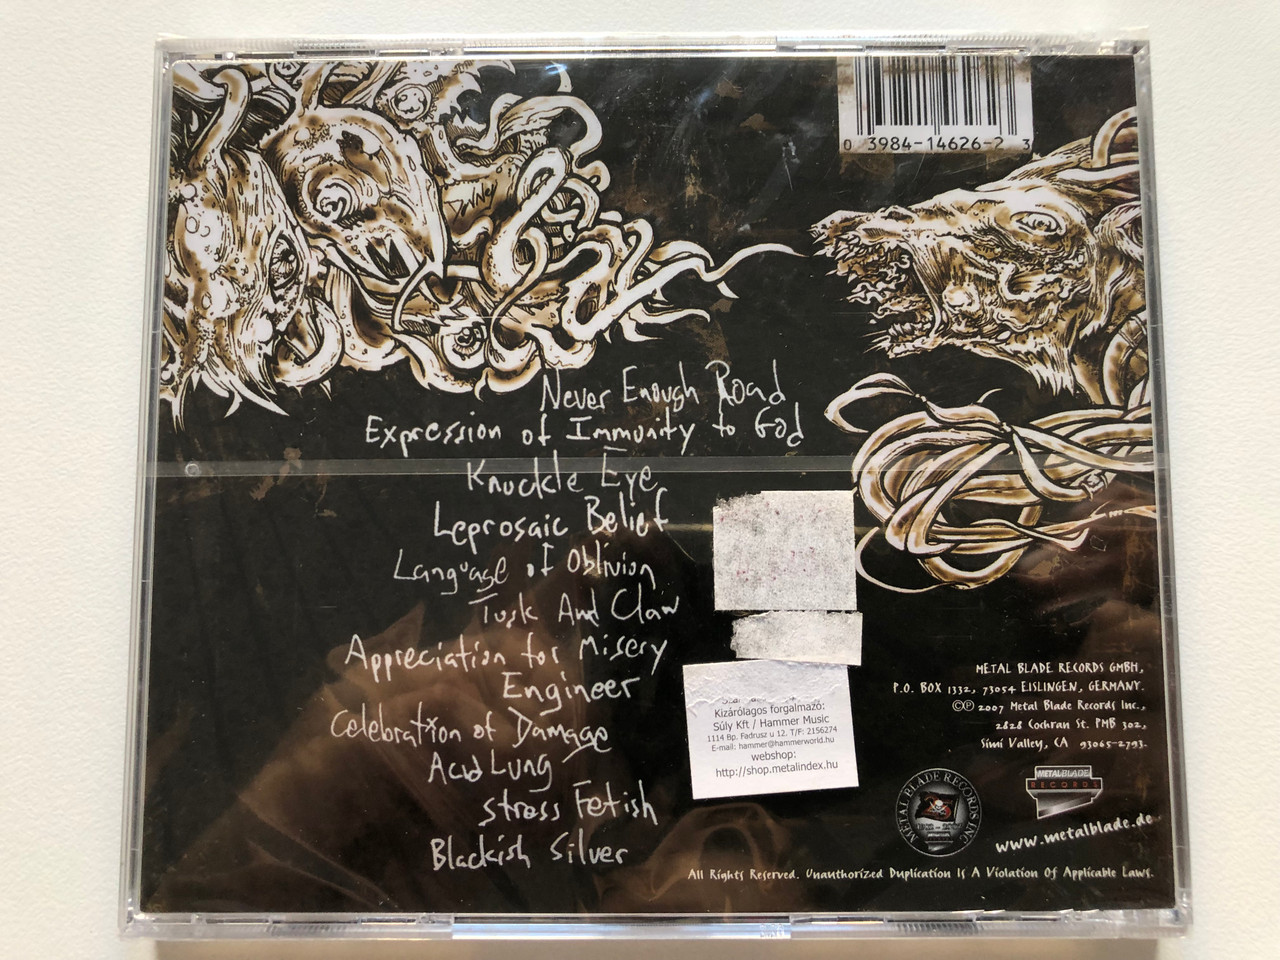 0 3984-14626-2 3
Never Enough Road
Expression of Immunity to God
Knuckle Eye
Leprosaic Belief
Language of Oblivion
Tusk And Claw
Appreciation for Misery
Engineer
Celebration of Damage
Acid Lung
Stress Fetish
Blackish Silver
Kizárólagos forgalmazó:
Súly Kft / Hammer Music
1114 Bp. Fadrusz u 12. T/F: 2156274
E-mail: hammer@hammerworld.hu
webshop:
http://shop.metalindex.hu
METAL BLADE RECORDS GMBH,
P.O. BOX 1332, 73054 EISLINGEN, GERMANY.
©℗ 2007 Metal Blade Records Inc.,
2828 Cochran St. PMB 302,
Simi Valley, CA 93065-2793.
METAL BLADE RECORDS INC.
METAL BLADE
RECORDS
www.metalblade.de
All Rights Reserved. Unauthorized Duplication Is A Violation Of Applicable Laws.